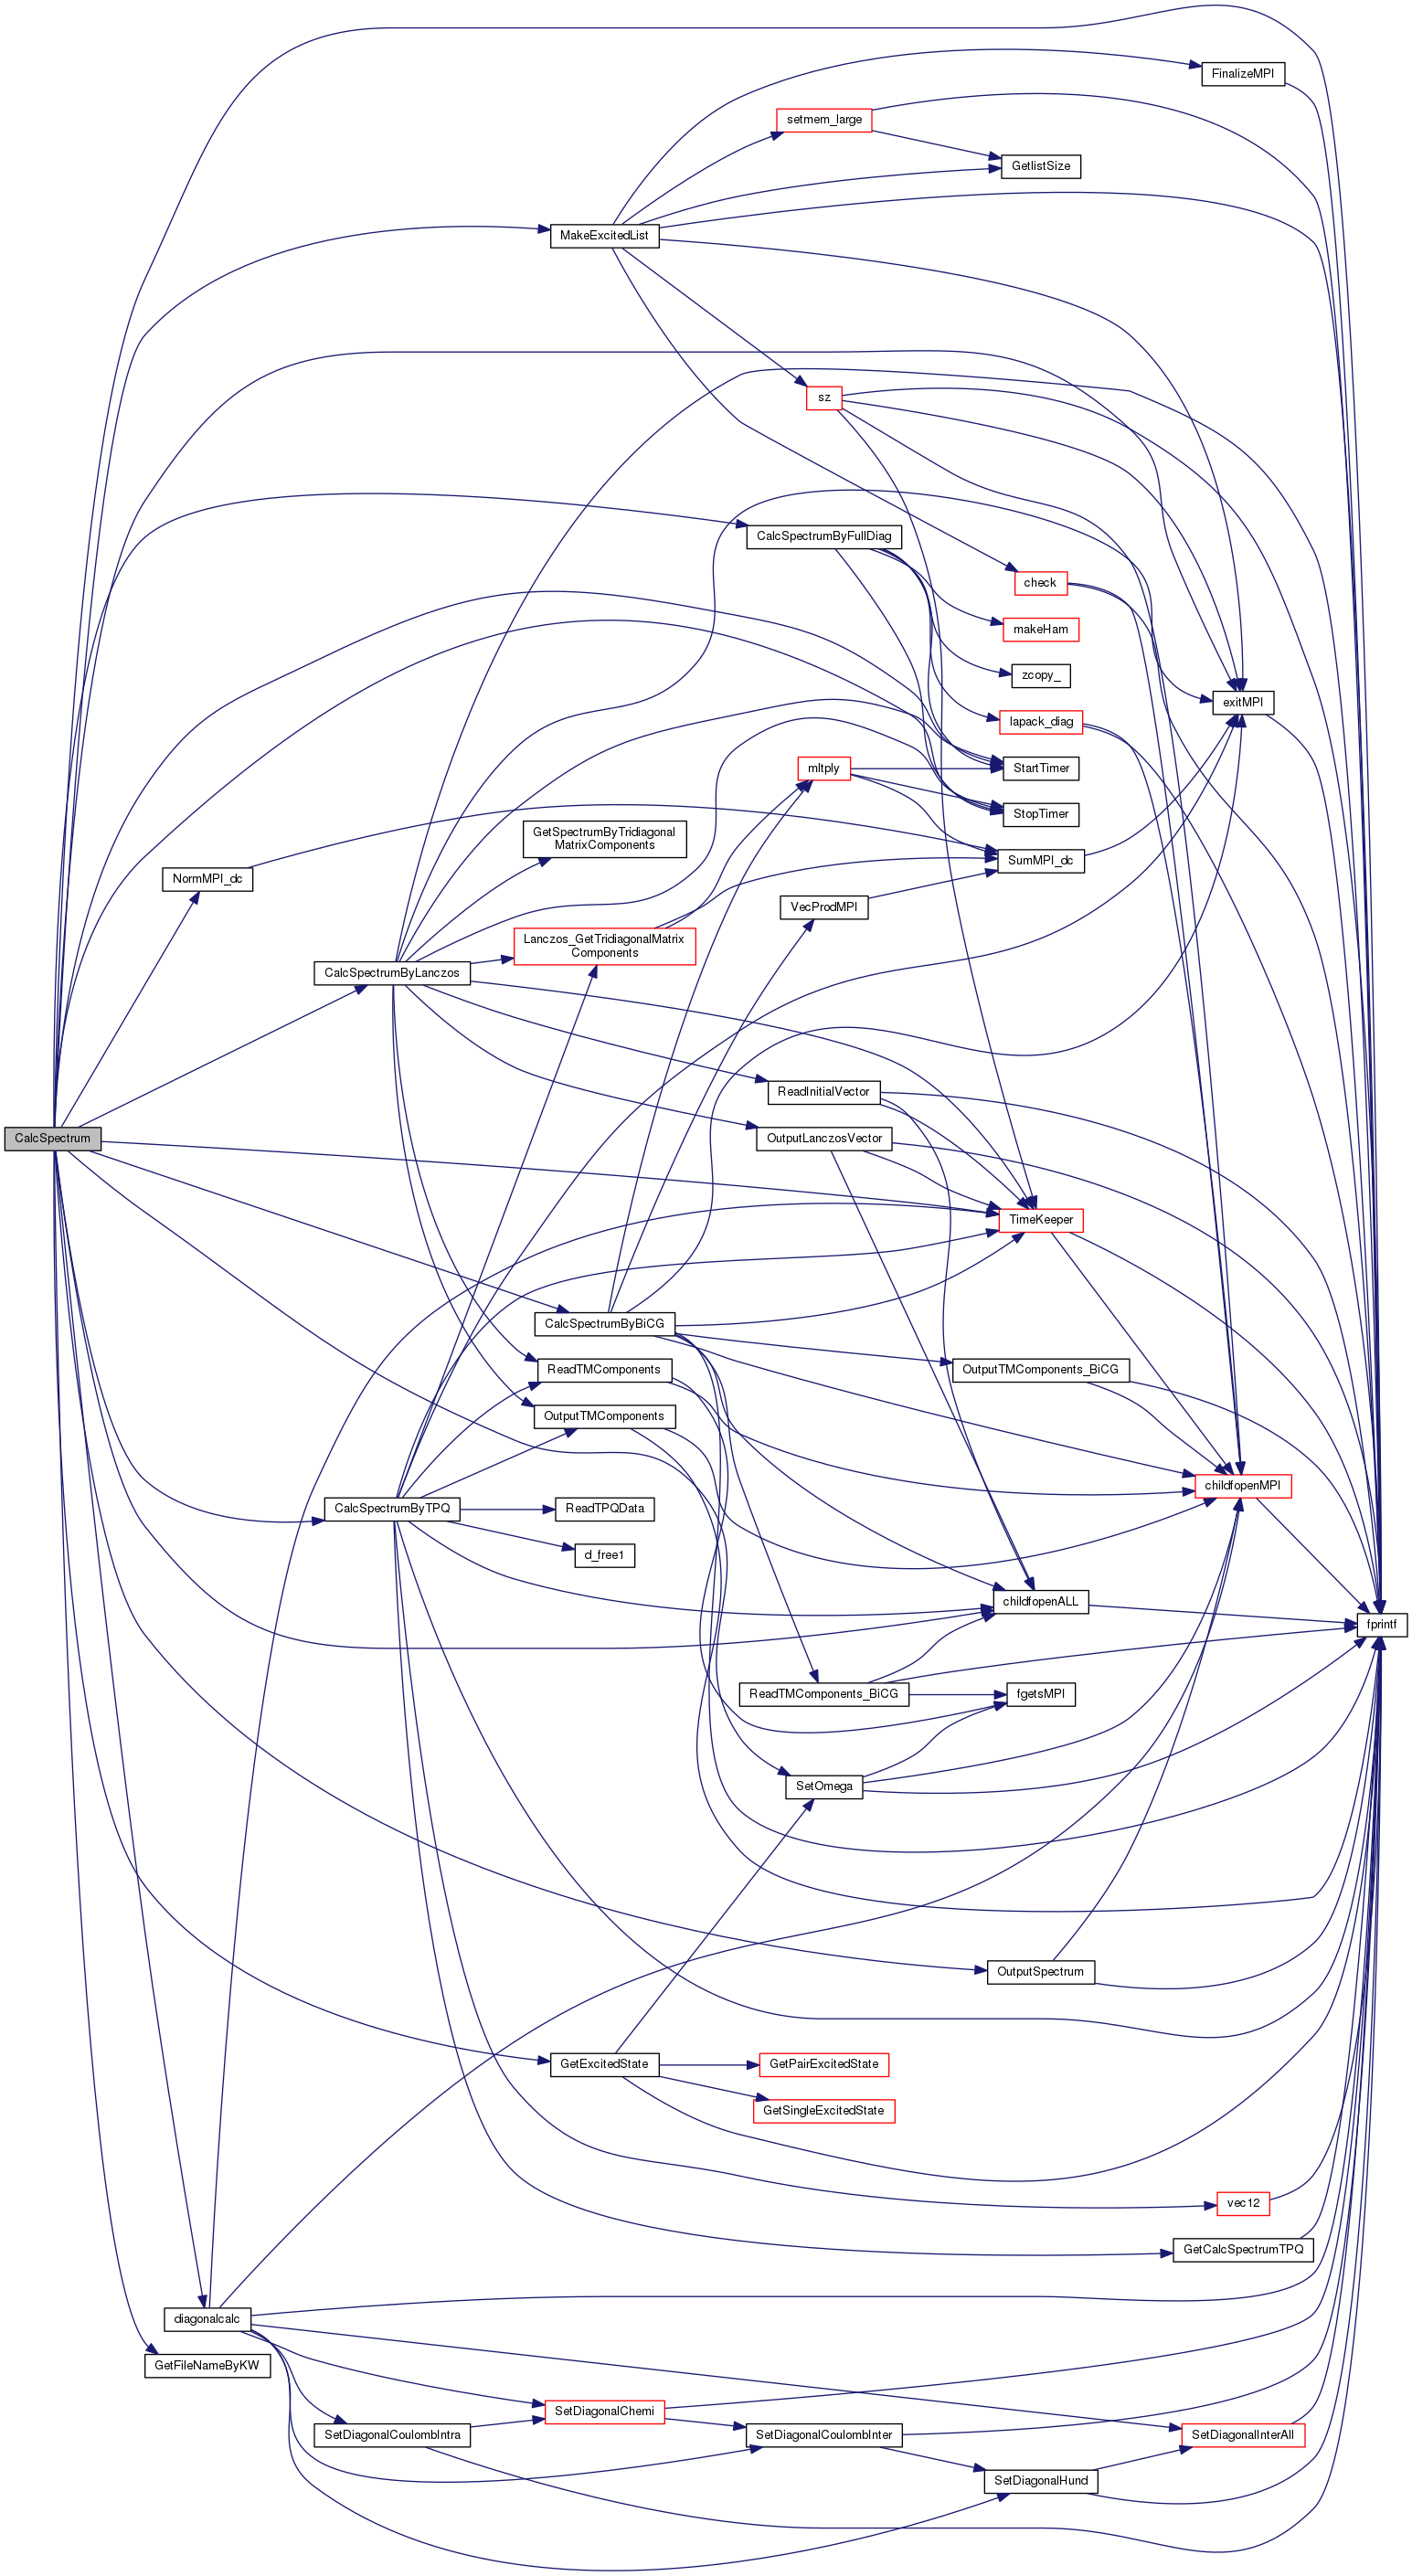 FinalizeMPI
setmem_large
GetlistSize
MakeExcitedList
sz
CalcSpectrumByFullDiag
check
makeHam
zcopy_
exitMPI
lapack_diag
mltply
StartTimer
StopTimer
GetSpectrumByTridiagonal
MatrixComponents
SumMPI_dc
NormMPI_dc
VecProdMPI
Lanczos_GetTridiagonalMatrix
Components
CalcSpectrumByLanczos
ReadInitialVector
CalcSpectrum
OutputLanczosVector
TimeKeeper
CalcSpectrumByBiCG
ReadTMComponents
OutputTMComponents_BiCG
OutputTMComponents
childfopenMPI
CalcSpectrumByTPQ
ReadTPQData
d_free1
childfopenALL
fprintf
ReadTMComponents_BiCG
fgetsMPI
SetOmega
OutputSpectrum
GetExcitedState
GetPairExcitedState
GetSingleExcitedState
vec12
GetCalcSpectrumTPQ
diagonalcalc
GetFileNameByKW
SetDiagonalChemi
SetDiagonalCoulombIntra
SetDiagonalCoulombInter
SetDiagonalInterAll
SetDiagonalHund